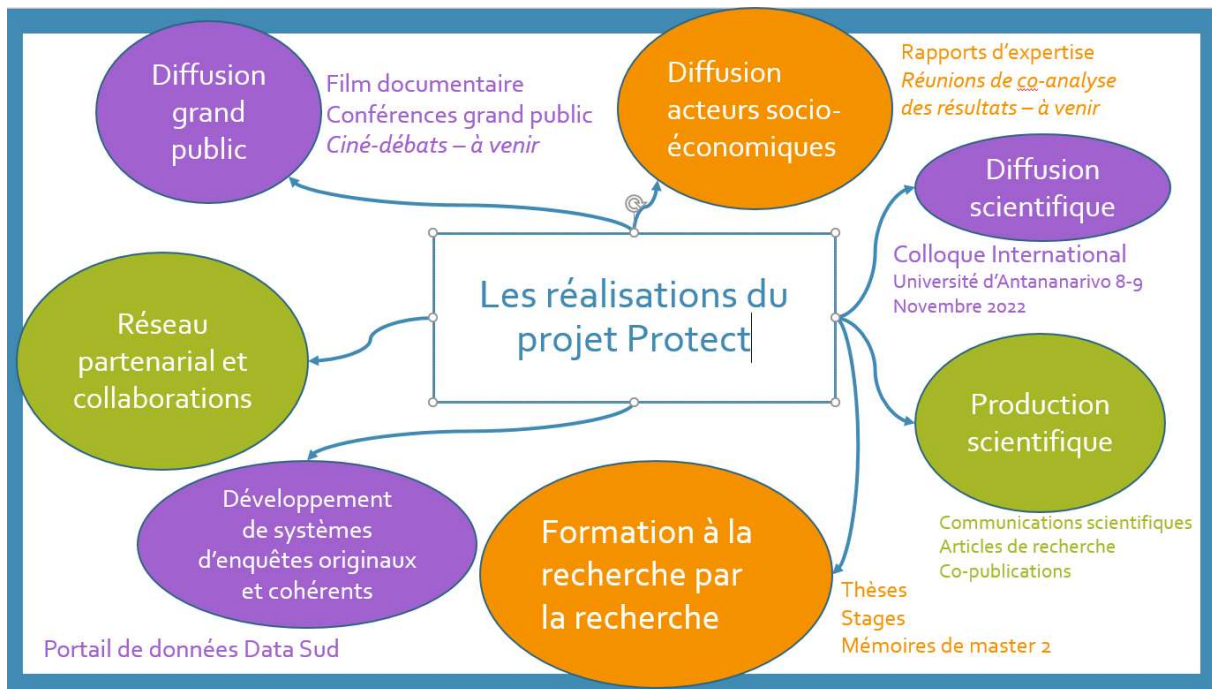 Diffusion
grand
public
Film documentaire
Conférences grand public
Ciné-débats – à venir
Diffusion
acteurs socio-
économiques
Rapports d'expertise
Réunions de co-analyse
des résultats – à venir
Diffusion
scientifique
Colloque International
Université d'Antananarivo 8-9
Novembre 2022
Les réalisations du
projet Protect
Réseau
partenarial et
collaborations
Production
scientifique
Communications scientifiques
Articles de recherche
Co-publications
Développement
de systèmes
d'enquêtes originaux
et cohérents
Portail de données Data Sud
Formation à la
recherche par
la recherche
Thèses
Stages
Mémoires de master 2